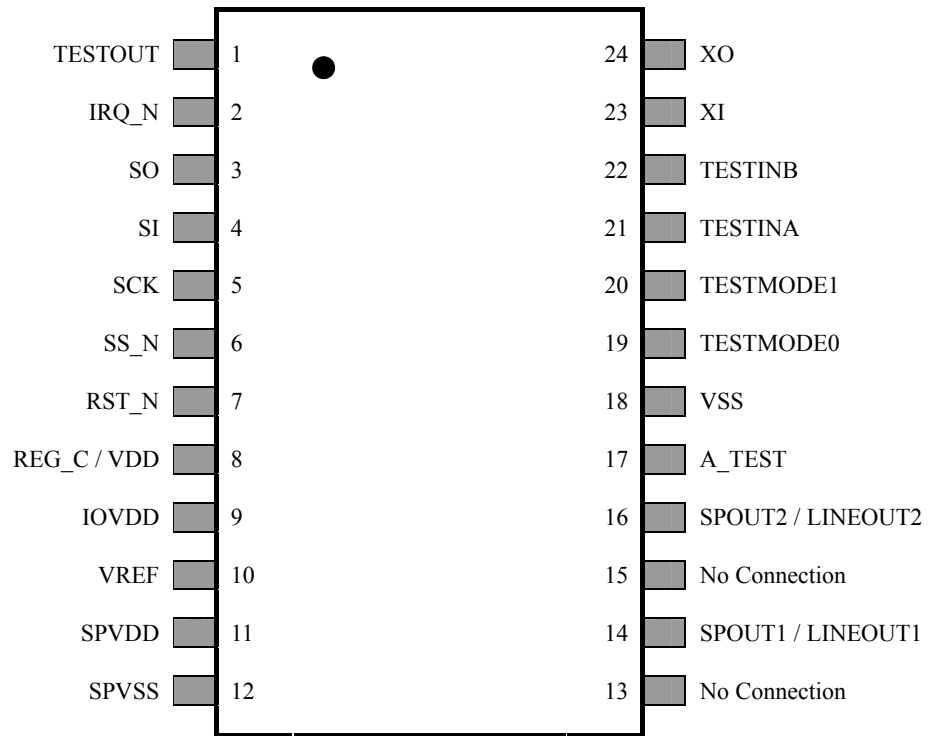 TESTOUT 1 24 XO
IRQ_N 2 23 XI
SO 3 22 TESTINB
SI 4 21 TESTINA
SCK 5 20 TESTMODE1
SS_N 6 19 TESTMODE0
RST_N 7 18 VSS
REG_C / VDD 8 17 A_TEST
IOVDD 9 16 SPOUT2 / LINEOUT2
VREF 10 15 No Connection
SPVDD 11 14 SPOUT1 / LINEOUT1
SPVSS 12 13 No Connection